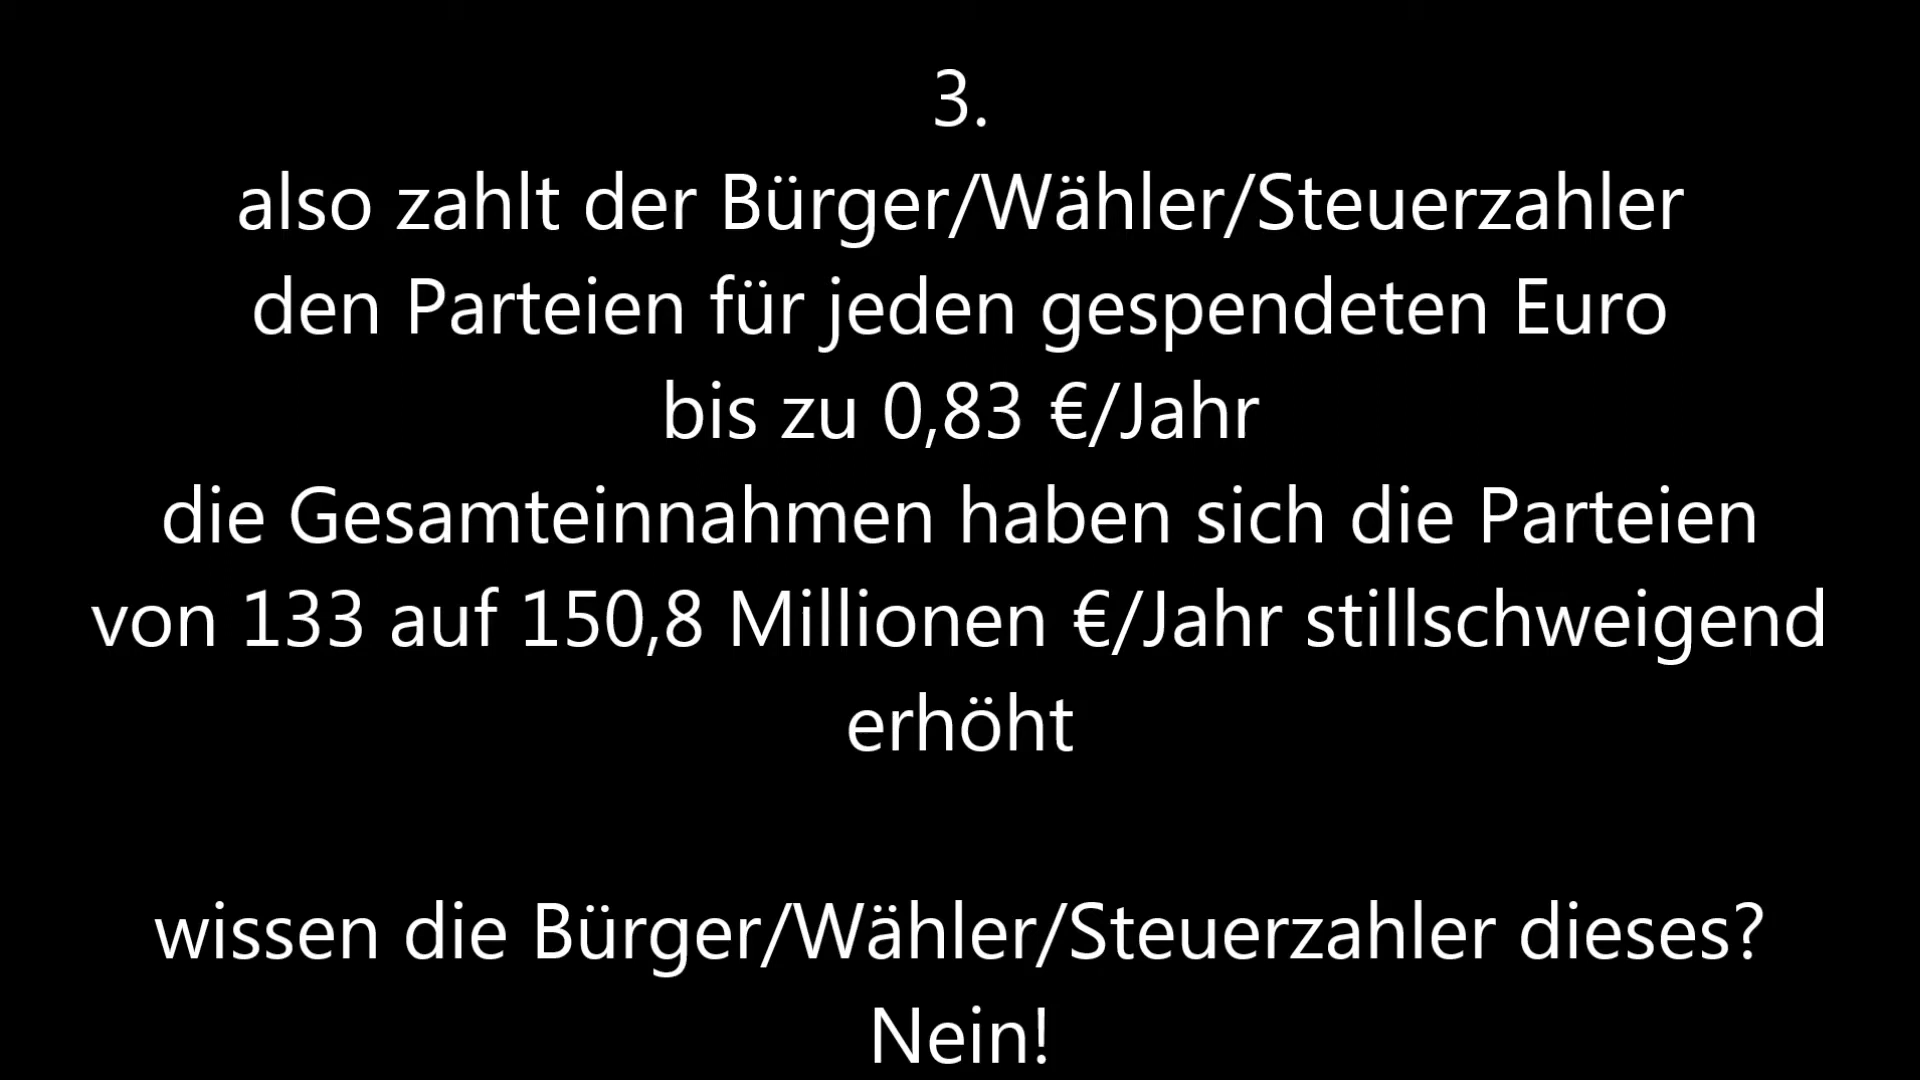 3.
also zahlt der Bürger/Wähler/Steuerzahler
den Parteien für jeden gespendeten Euro
bis zu 0,83 €/Jahr
die Gesamteinnahmen haben sich die Parteien
von 133 auf 150,8 Millionen €/Jahr stillschweigend
erhöht
wissen die Bürger/Wähler/Steuerzahler dieses?
Nein!